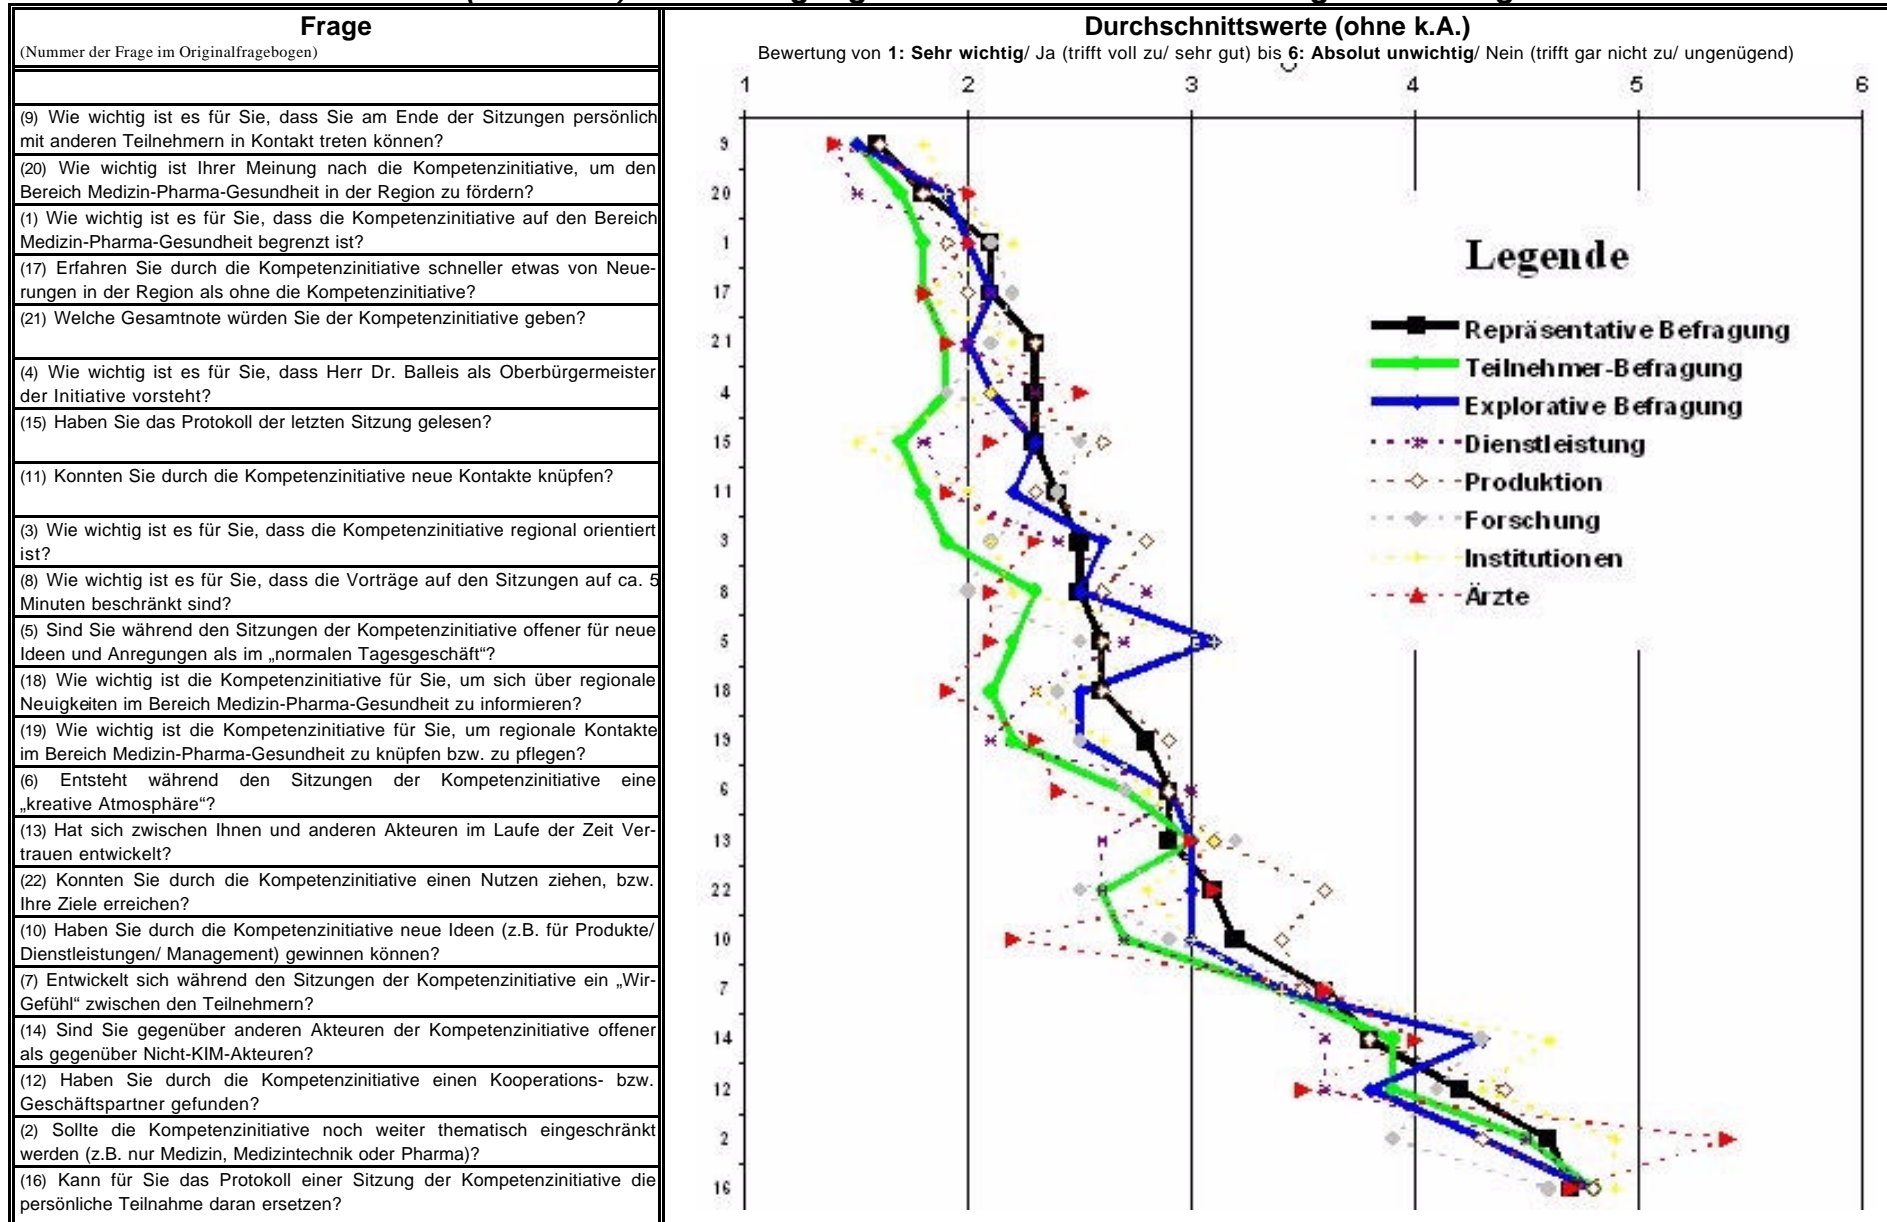 Frage
(Nummer der Frage im Originalfragebogen)
(9) Wie wichtig ist es für Sie, dass Sie am Ende der Sitzungen persönlich
mit anderen Teilnehmern in Kontakt treten können?
(20) Wie wichtig ist Ihrer Meinung nach die Kompetenzinitiative, um den
Bereich Medizin-Pharma-Gesundheit in der Region zu fördern?
(1) Wie wichtig ist es für Sie, dass die Kompetenzinitiative auf den Bereich
Medizin-Pharma-Gesundheit begrenzt ist?
(17) Erfahren Sie durch die Kompetenzinitiative schneller etwas von Neue-
rungen in der Region als ohne die Kompetenzinitiative?
(21) Welche Gesamtnote würden Sie der Kompetenzinitiative geben?
(4) Wie wichtig ist es für Sie, dass Herr Dr. Balleis als Oberbürgermeister
der Initiative vorsteht?
(15) Haben Sie das Protokoll der letzten Sitzung gelesen?
(11) Konnten Sie durch die Kompetenzinitiative neue Kontakte knüpfen?
(3) Wie wichtig ist es für Sie, dass die Kompetenzinitiative regional orientiert
ist?
(8) Wie wichtig ist es für Sie, dass die Vorträge auf den Sitzungen auf ca. 5
Minuten beschränkt sind?
(5) Sind Sie während den Sitzungen der Kompetenzinitiative offener für neue
Ideen und Anregungen als im „normalen Tagesgeschäft“?
(18) Wie wichtig ist die Kompetenzinitiative für Sie, um sich über regionale
Neuigkeiten im Bereich Medizin-Pharma-Gesundheit zu informieren?
(19) Wie wichtig ist die Kompetenzinitiative für Sie, um regionale Kontakte
im Bereich Medizin-Pharma-Gesundheit zu knüpfen bzw. zu pflegen?
(6) Entsteht während den Sitzungen der Kompetenzinitiative eine
„kreative Atmosphäre“?
(13) Hat sich zwischen Ihnen und anderen Akteuren im Laufe der Zeit Ver-
trauen entwickelt?
(22) Konnten Sie durch die Kompetenzinitiative einen Nutzen ziehen, bzw.
Ihre Ziele erreichen?
(10) Haben Sie durch die Kompetenzinitiative neue Ideen (z.B. für Produkte/
Dienstleistungen/ Management) gewinnen können?
(7) Entwickelt sich während den Sitzungen der Kompetenzinitiative ein „Wir-
Gefühl“ zwischen den Teilnehmern?
(14) Sind Sie gegenüber anderen Akteuren der Kompetenzinitiative offener
als gegenüber Nicht-KIM-Akteuren?
(12) Haben Sie durch die Kompetenzinitiative einen Kooperations- bzw.
Geschäftspartner gefunden?
(2) Sollte die Kompetenzinitiative noch weiter thematisch eingeschränkt
werden (z.B. nur Medizin, Medizintechnik oder Pharma)?
(16) Kann für Sie das Protokoll einer Sitzung der Kompetenzinitiative die
persönliche Teilnahme daran ersetzen?
Durchschnittswerte (ohne k.A.)
Bewertung von 1: Sehr wichtig/ Ja (trifft voll zu/ sehr gut) bis 6: Absolut unwichtig/ Nein (trifft gar nicht zu/ ungenügend)
1 2 3 4 5 6
9
20
1
17
21
4
15
11
3
8
5
18
19
6
13
22
10
7
14
12
2
16
Legende
Repräsentative Befragung
Teilnehmer-Befragung
Explorative Befragung
Dienstleistung
Produktion
Forschung
Institutionen
Ärzte